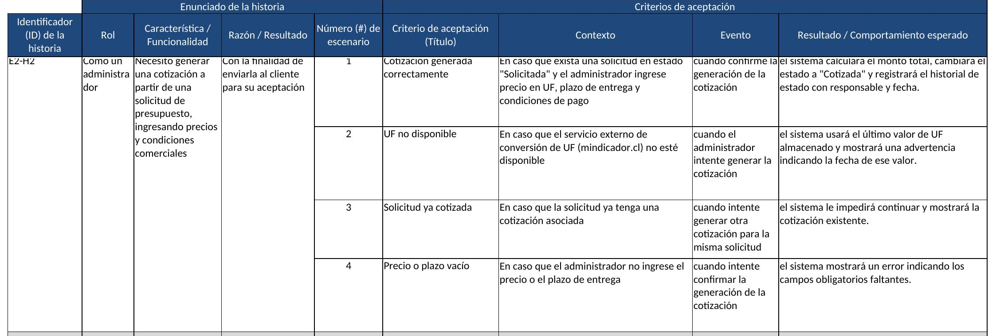 Enunciado de la historia
Criterios de aceptación
Identificador
(ID) de la
historia
Rol
Característica /
Funcionalidad
Razón / Resultado
Número (#) de
escenario
Criterio de aceptación
(Título)
Contexto
Evento
Resultado / Comportamiento esperado
E2-H2
Como un
administra
dor
Necesito generar
una cotización a
partir de una
solicitud de
presupuesto,
ingresando precios
y condiciones
comerciales
Con la finalidad de
enviarla al cliente
para su aceptación
1
Cotización generada
correctamente
En caso que exista una solicitud en estado
"Solicitada" y el administrador ingrese
precio en UF, plazo de entrega y
condiciones de pago
cuando confirme la
generación de la
cotización
el sistema calculará el monto total, cambiará el
estado a "Cotizada" y registrará el historial de
estado con responsable y fecha.
2
UF no disponible
En caso que el servicio externo de
conversión de UF (mindicador.cl) no esté
disponible
cuando el
administrador
intente generar la
cotización
el sistema usará el último valor de UF
almacenado y mostrará una advertencia
indicando la fecha de ese valor.
3
Solicitud ya cotizada
En caso que la solicitud ya tenga una
cotización asociada
cuando intente
generar otra
cotización para la
misma solicitud
el sistema le impedirá continuar y mostrará la
cotización existente.
4
Precio o plazo vacío
En caso que el administrador no ingrese el
precio o el plazo de entrega
cuando intente
confirmar la
generación de la
cotización
el sistema mostrará un error indicando los
campos obligatorios faltantes.